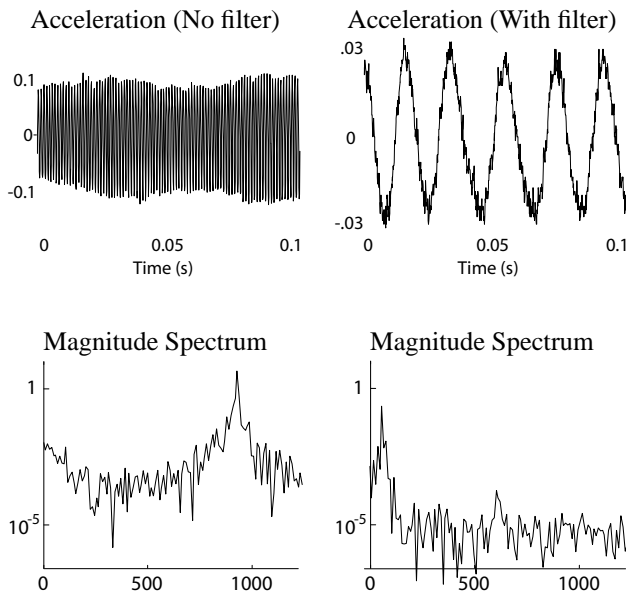 Acceleration (No filter)
0.1
0
-0.1
0 0.05 0.1
Time (s)
Acceleration (With filter)
.03
0
-.03
0 0.05 0.1
Time (s)
Magnitude Spectrum
1
10-5
0 500 1000
Magnitude Spectrum
1
10-5
0 500 1000